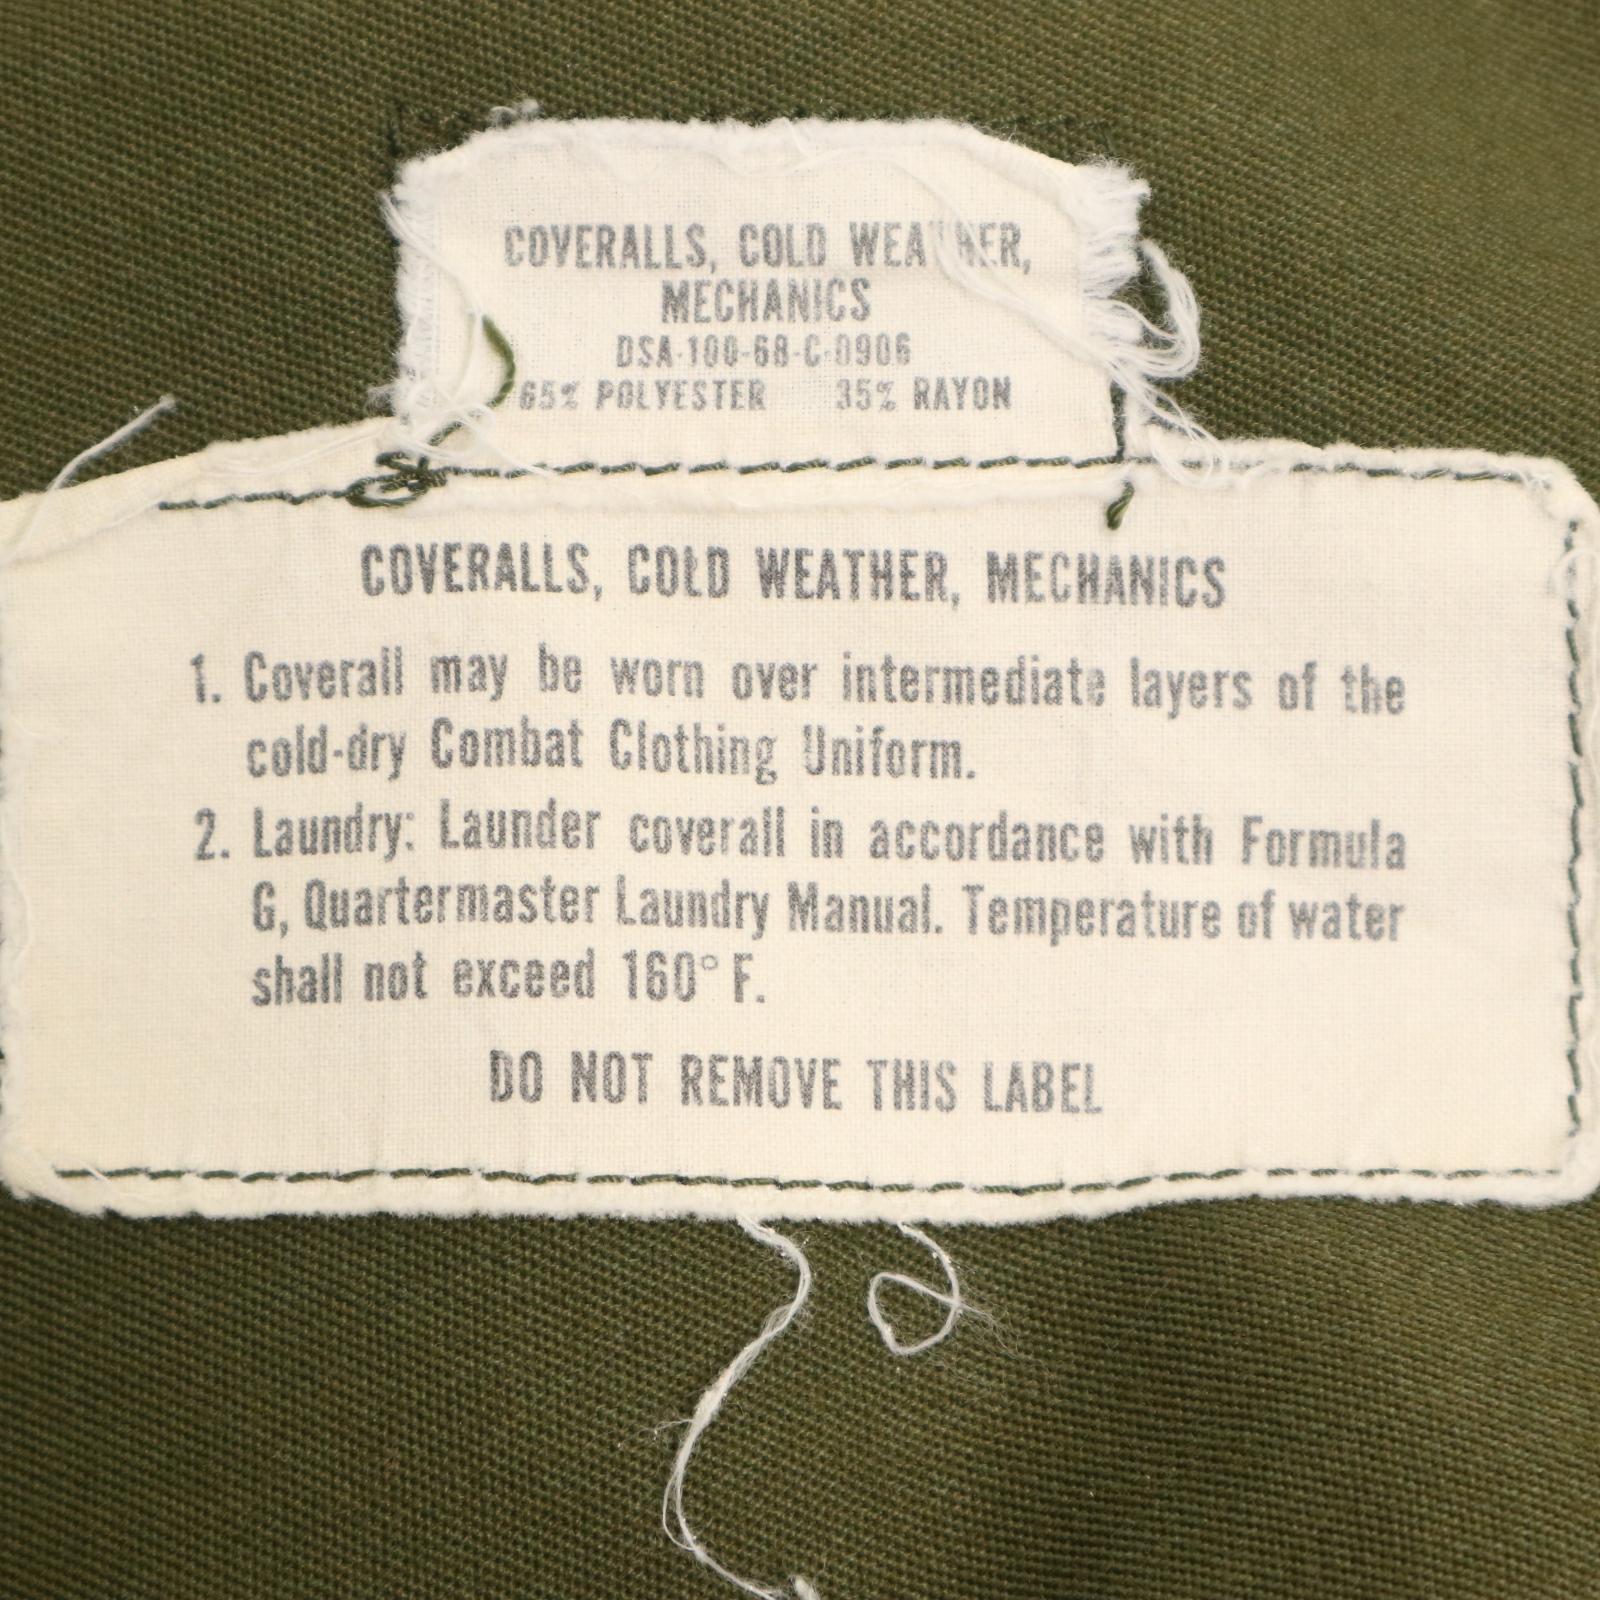 COVERALLS, COLD WEATHER,
MECHANICS
DSA-100-68-C-0906
65% POLYESTER 35% RAYON
COVERALLS, COLD WEATHER, MECHANICS
1. Coverall may be worn over intermediate layers of the
cold-dry Combat Clothing Uniform.
2. Laundry: Launder coverall in accordance with Formula
G, Quartermaster Laundry Manual. Temperature of water
shall not exceed 160° F.
DO NOT REMOVE THIS LABEL